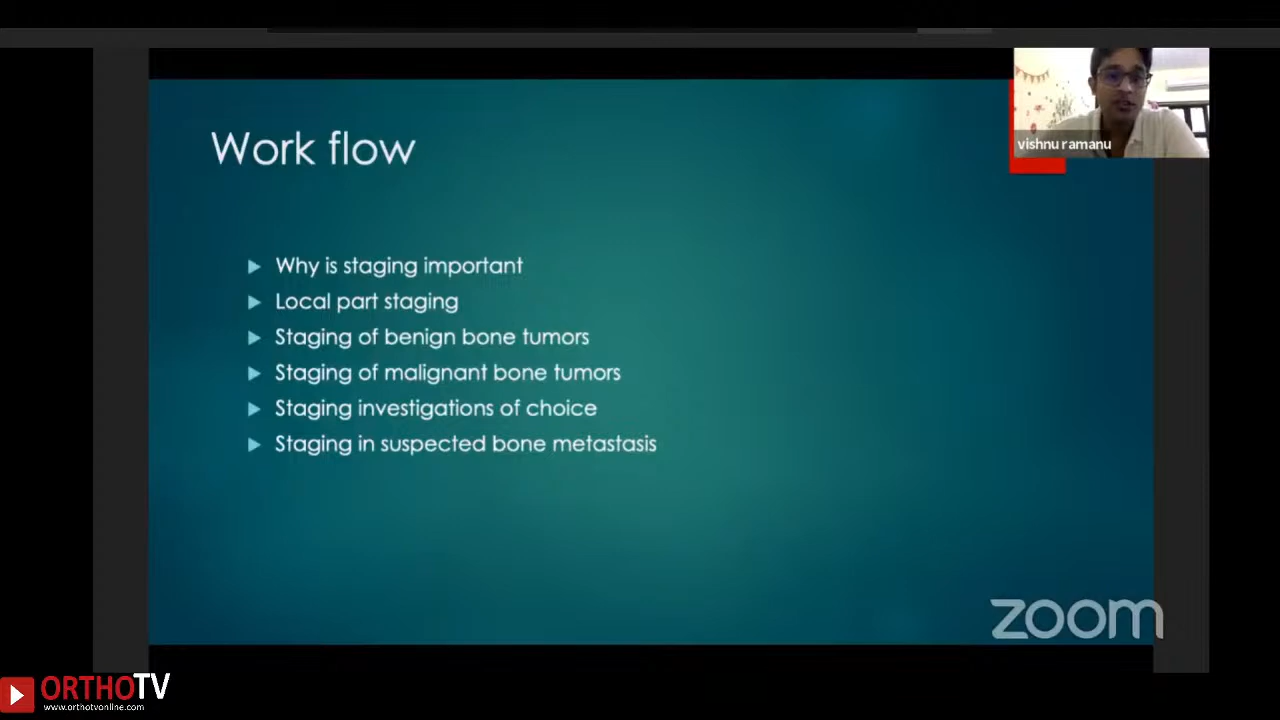 Work flow
vishnu ramanu
Why is staging important
Local part staging
Staging of benign bone tumors
Staging of malignant bone tumors
Staging investigations of choice
Staging in suspected bone metastasis
zoom
ORTHOTV
www.orthotvonline.com